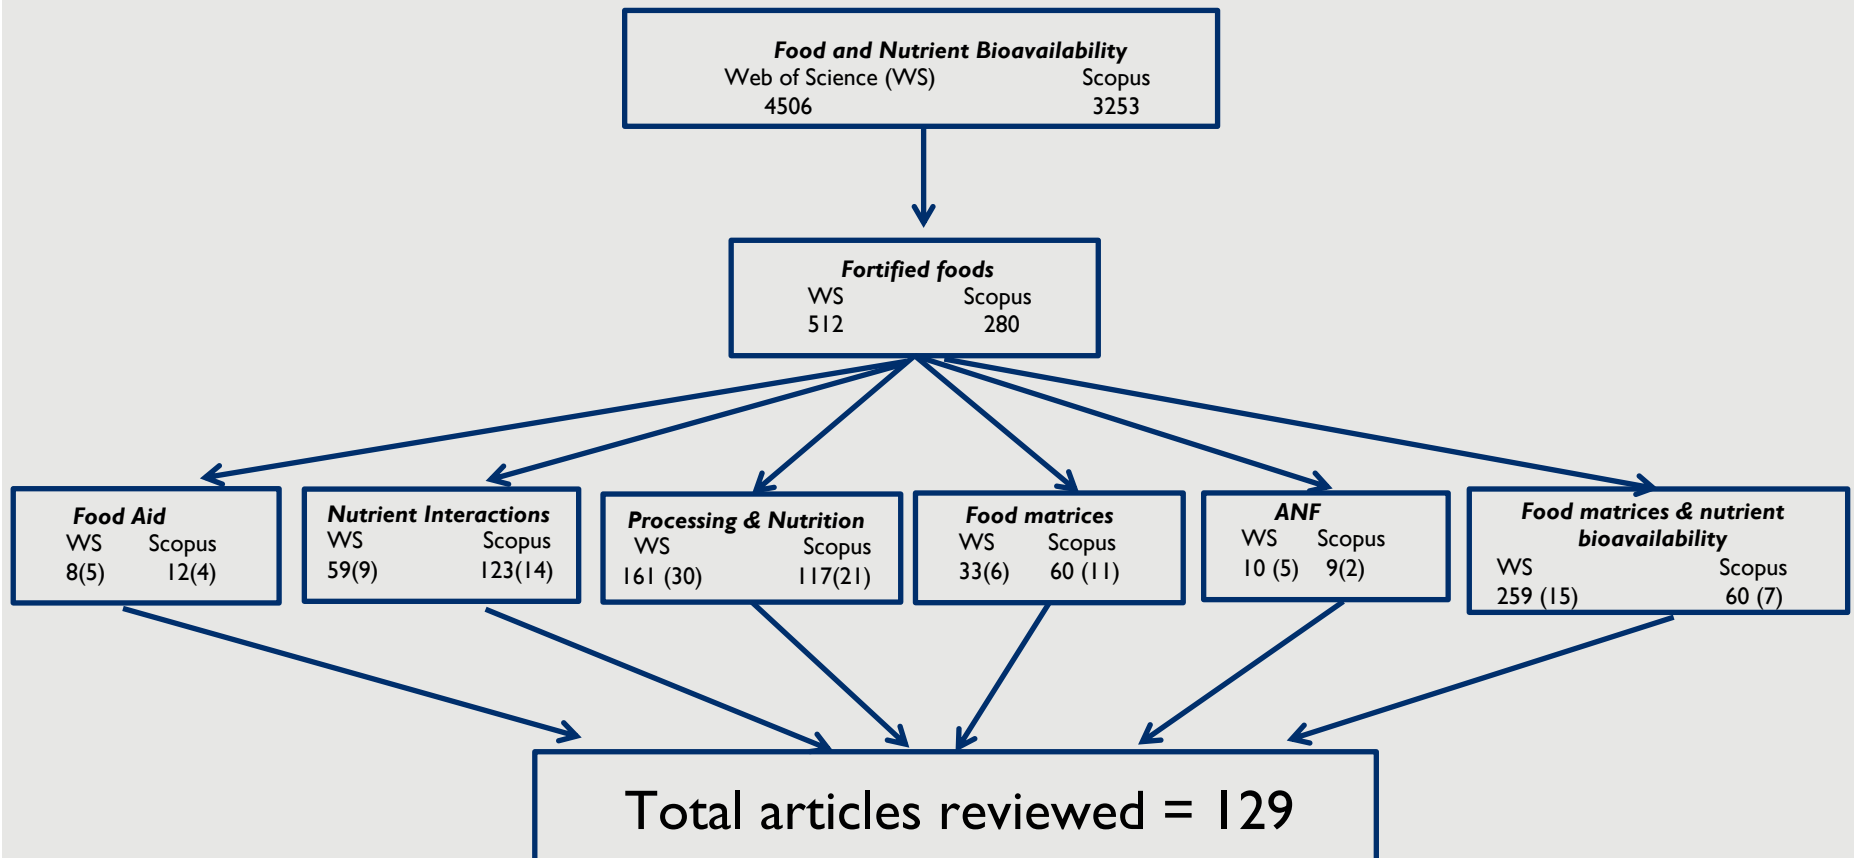 Food and Nutrient Bioavailability
Web of Science (WS) Scopus
4506 3253
Fortified foods
WS Scopus
512 280
Food Aid
WS Scopus
8(5) 12(4)
Nutrient Interactions
WS Scopus
59(9) 123(14)
Processing & Nutrition
WS Scopus
161 (30) 117(21)
Food matrices
WS Scopus
33(6) 60 (11)
ANF
WS Scopus
10 (5) 9(2)
Food matrices & nutrient
bioavailability
WS Scopus
259 (15) 60 (7)
Total articles reviewed = 129